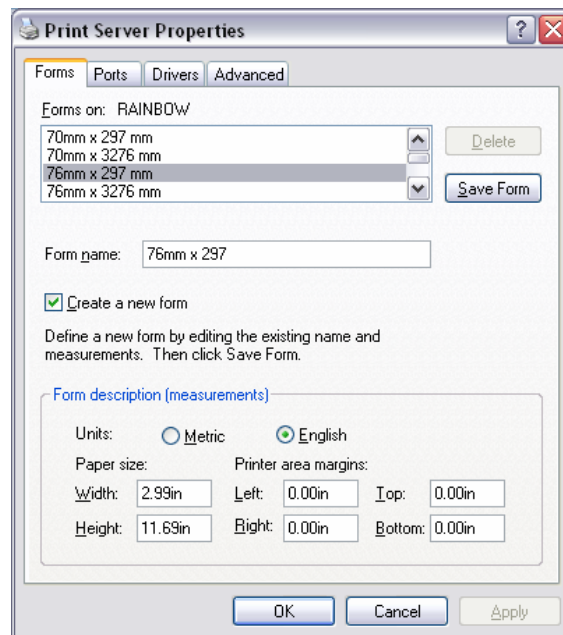 Print Server Properties
Forms Ports Drivers Advanced
Forms on: RAINBOW
70mm x 297 mm
70mm x 3276 mm
76mm x 297 mm
76mm x 3276 mm
Delete
Save Form
Form name: 76mm x 297
Create a new form
Define a new form by editing the existing name and
measurements. Then click Save Form.
Form description (measurements)
Units: Metric English
Paper size: Printer area margins:
Width: 2.99in Left: 0.00in Top: 0.00in
Height: 11.69in Right: 0.00in Bottom: 0.00in
OK Cancel Apply